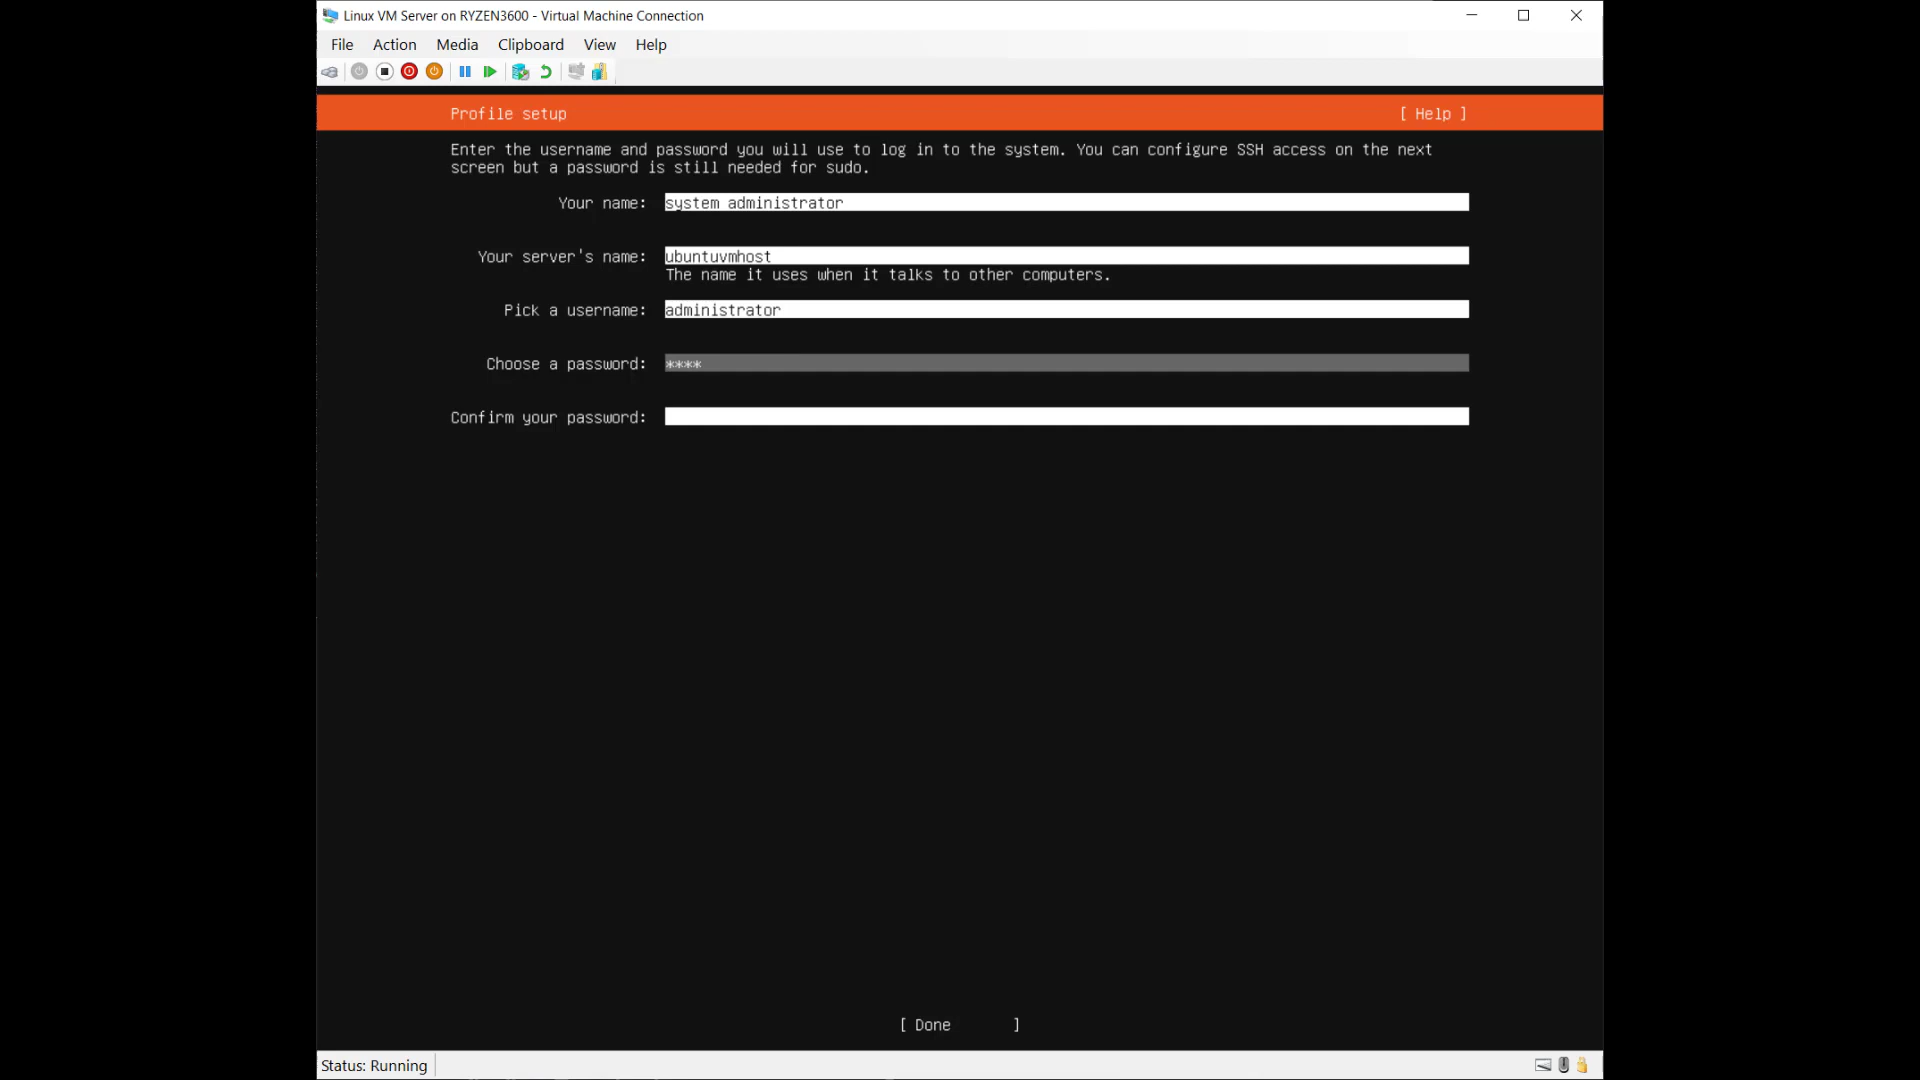 Linux VM Server on RYZEN3600 - Virtual Machine Connection
File Action Media Clipboard View Help
Profile setup [ Help ]
Enter the username and password you will use to log in to the system. You can configure SSH access on the next
screen but a password is still needed for sudo.
Your name: system administrator
Your server's name: ubuntuvmhost
The name it uses when it talks to other computers.
Pick a username: administrator
Choose a password: ****
Confirm your password:
[ Done ]
Status: Running